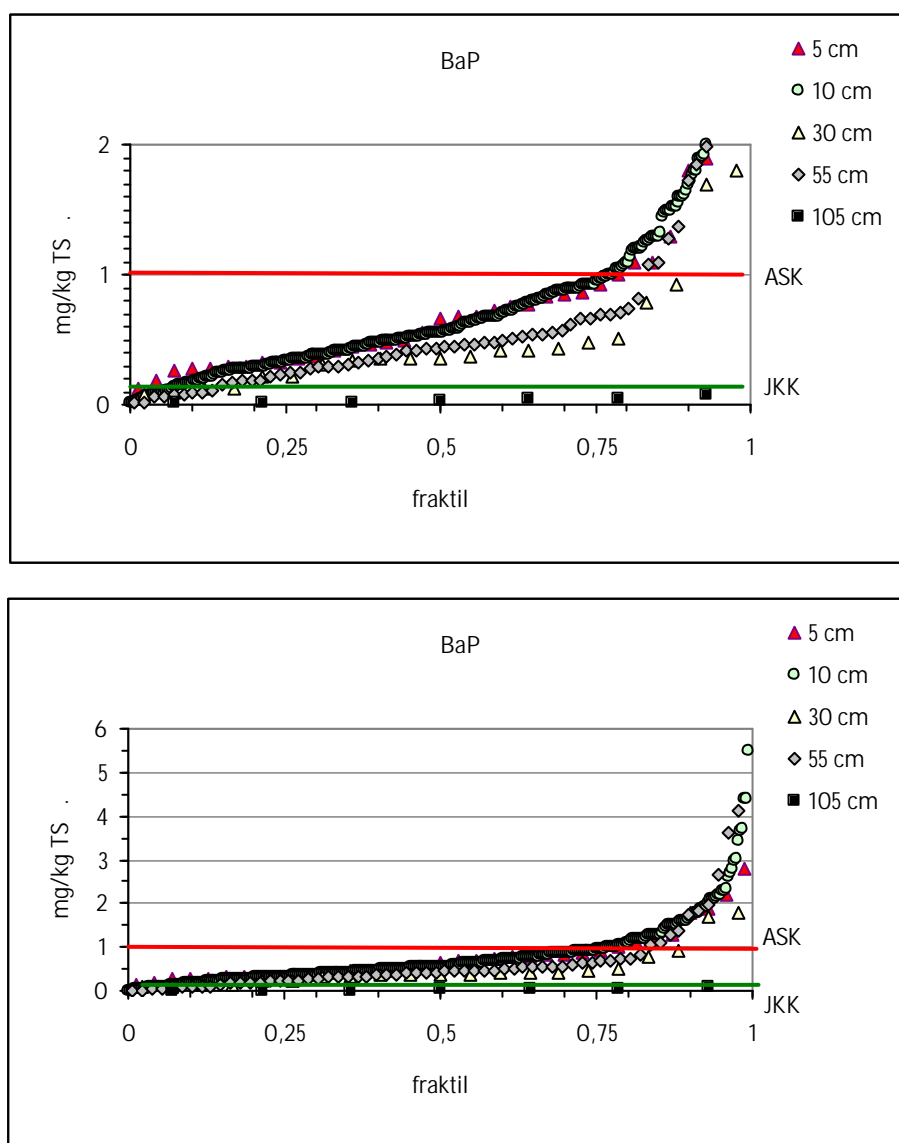 BaP
5 cm
10 cm
30 cm
55 cm
105 cm
mg/kg TS .
2
1
0
ASK
JKK
0 0,25 0,5 0,75 1
fraktil
BaP
5 cm
10 cm
30 cm
55 cm
105 cm
mg/kg TS .
6
5
4
3
2
1
0
ASK
JKK
0 0,25 0,5 0,75 1
fraktil